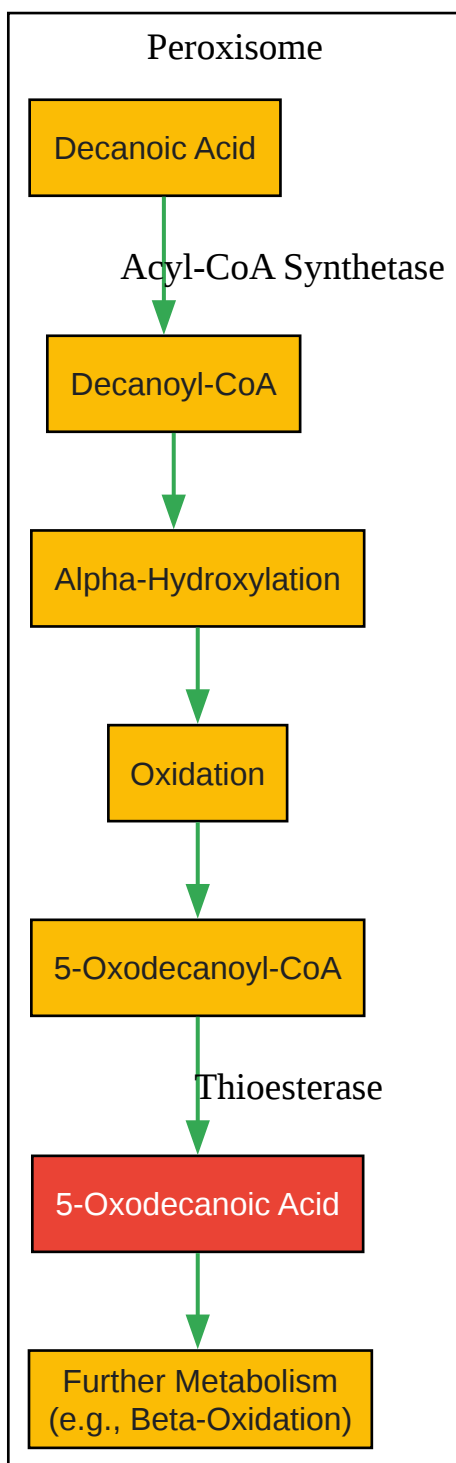 Peroxisome
Decanoic Acid
Acyl-CoA Synthetase
Decanoyl-CoA
Alpha-Hydroxylation
Oxidation
5-Oxodecanoyl-CoA
Thioesterase
5-Oxodecanoic Acid
Further Metabolism
(e.g., Beta-Oxidation)